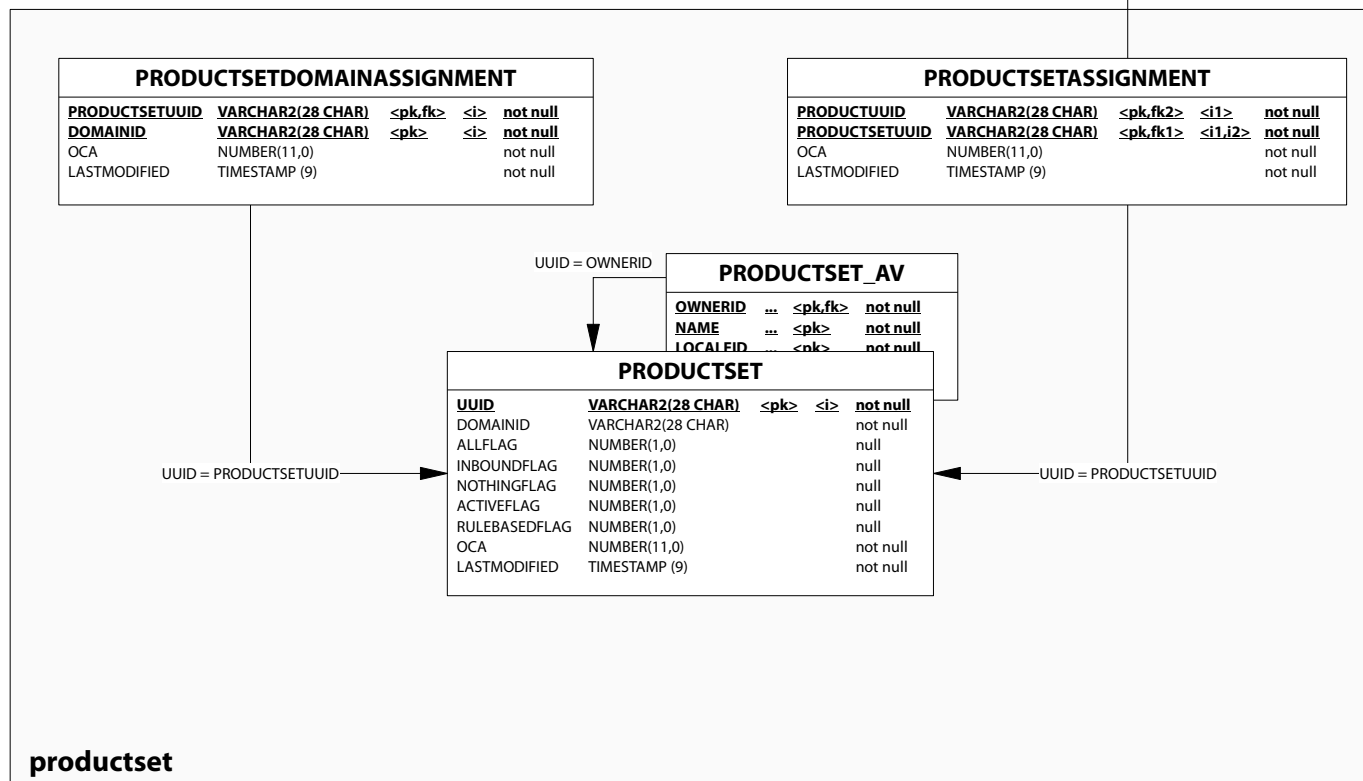 PRODUCTSETDOMAINASSIGNMENT
PRODUCTSETUUID VARCHAR2(28 CHAR) <pk,fk> <i> not null
DOMAINID VARCHAR2(28 CHAR) <pk> <i> not null
OCA NUMBER(11,0) not null
LASTMODIFIED TIMESTAMP (9) not null
PRODUCTSETASSIGNMENT
PRODUCTUUID VARCHAR2(28 CHAR) <pk,fk2> <i1> not null
PRODUCTSETUUID VARCHAR2(28 CHAR) <pk,fk1> <i1,i2> not null
OCA NUMBER(11,0) not null
LASTMODIFIED TIMESTAMP (9) not null
UUID = OWNERID
PRODUCTSET_AV
OWNERID ... <pk,fk> not null
NAME ... <pk> not null
LOCALEID ... <pk> not null
PRODUCTSET
UUID VARCHAR2(28 CHAR) <pk> <i> not null
DOMAINID VARCHAR2(28 CHAR) not null
ALLFLAG NUMBER(1,0) null
INBOUNDFLAG NUMBER(1,0) null
NOTHINGFLAG NUMBER(1,0) null
ACTIVEFLAG NUMBER(1,0) null
RULEBASEDFLAG NUMBER(1,0) null
OCA NUMBER(11,0) not null
LASTMODIFIED TIMESTAMP (9) not null
UUID = PRODUCTSETUUID
UUID = PRODUCTSETUUID
productset